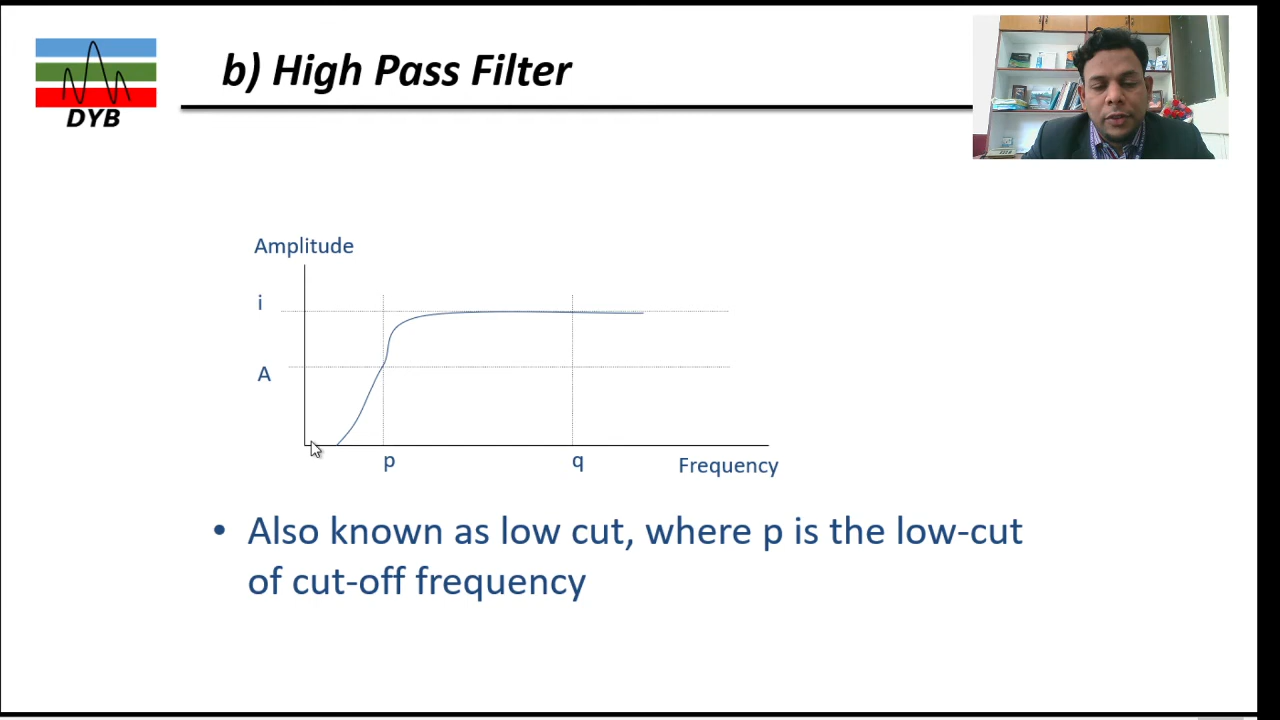 b) High Pass Filter
DYB
Amplitude
i
A
p
q
Frequency
• Also known as low cut, where p is the low-cut
of cut-off frequency